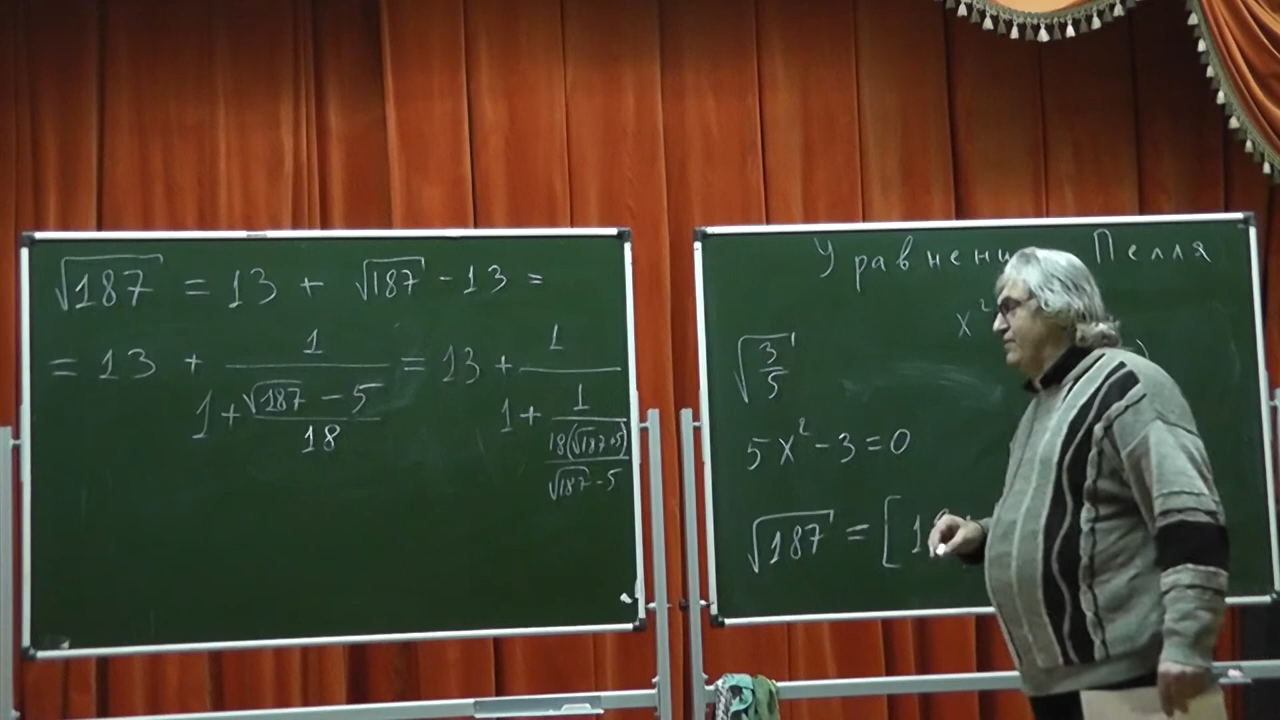 √187 = 13 + √187 - 13 =
= 13 + 1/(1 + (√187 - 5)/18) = 13 + 1/(1 + 1/(18(√187+5)/(√187-5)))
Уравнени Пелля
x²
√(3/5)
5x² - 3 = 0
√187 = [1